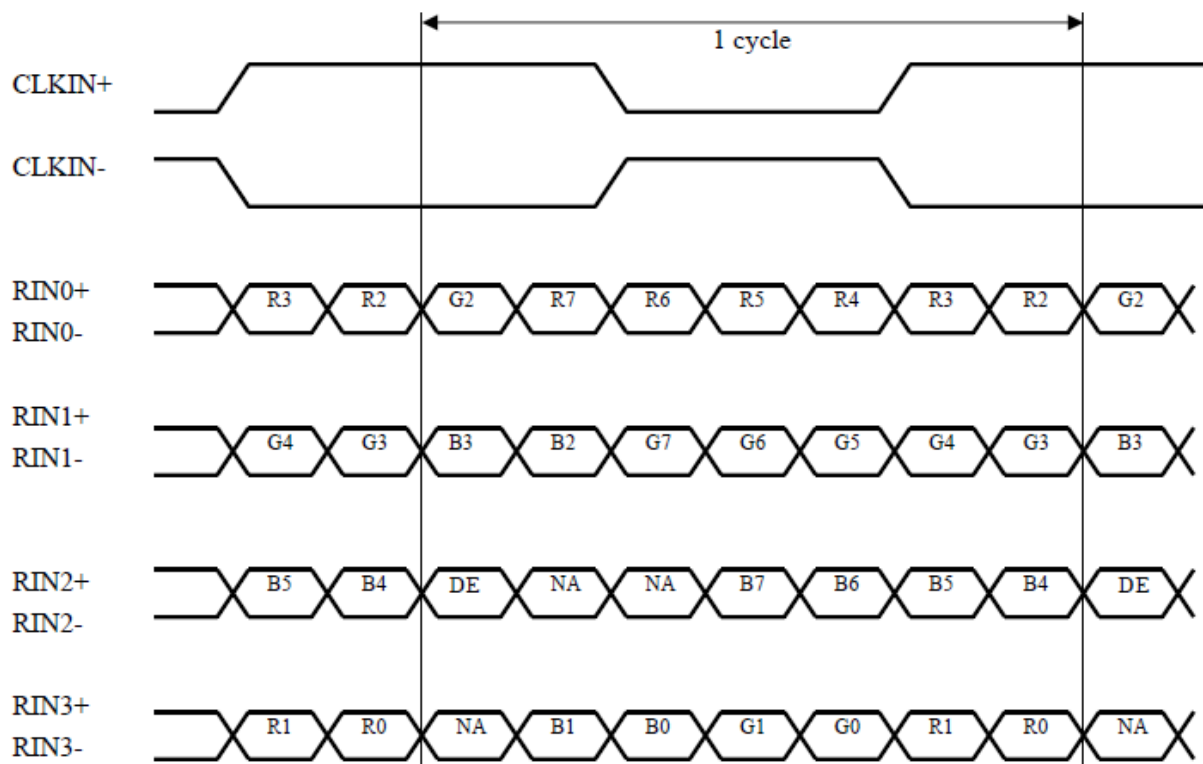 1 cycle
CLKIN+
CLKIN-
RIN0+
R3 R2 G2 R7 R6 R5 R4 R3 R2 G2
RIN0-
RIN1+
G4 G3 B3 B2 G7 G6 G5 G4 G3 B3
RIN1-
RIN2+
B5 B4 DE NA NA B7 B6 B5 B4 DE
RIN2-
RIN3+
R1 R0 NA B1 B0 G1 G0 R1 R0 NA
RIN3-